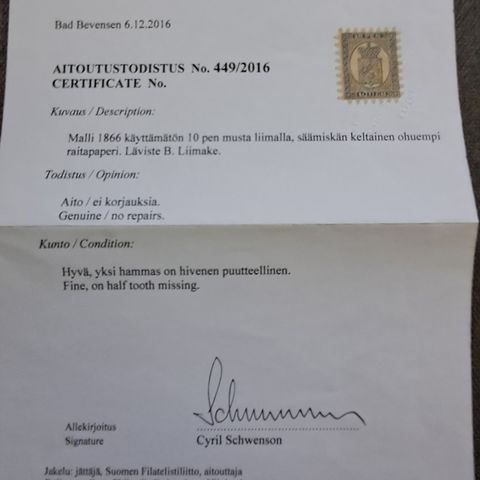 Bad Bevensen 6.12.2016
AITOUTUSTODISTUS No. 449/2016
CERTIFICATE No.
Kuvaus / Description:
Malli 1866 käyttämätön 10 pen musta liimalla, säämiskän keltainen ohuempi
raitapaperi. Läviste B. Liimake.
Todistus / Opinion:
Aito / ei korjauksia.
Genuine / no repairs.
Kunto / Condition:
Hyvä, yksi hammas on hivenen puutteellinen.
Fine, on half tooth missing.
Allekirjoitus
Signature
Cyril Schwenson
Jakelu: jättäjä, Suomen Filatelistiliitto, aitouttaja